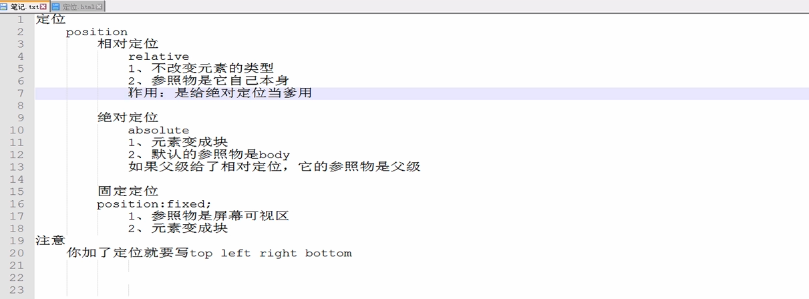 笔记.txt 定位.html
1 定位
2 position
3 相对定位
4 relative
5 1、不改变元素的类型
6 2、参照物是它自己本身
7 作用：是给绝对定位当爹用
8
9 绝对定位
10 absolute
11 1、元素变成块
12 2、默认的参照物是body
13 如果父级给了相对定位，它的参照物是父级
14
15 固定定位
16 position:fixed;
17 1、参照物是屏幕可视区
18 2、元素变成块
19 注意
20 你加了定位就要写top left right bottom
21
22
23